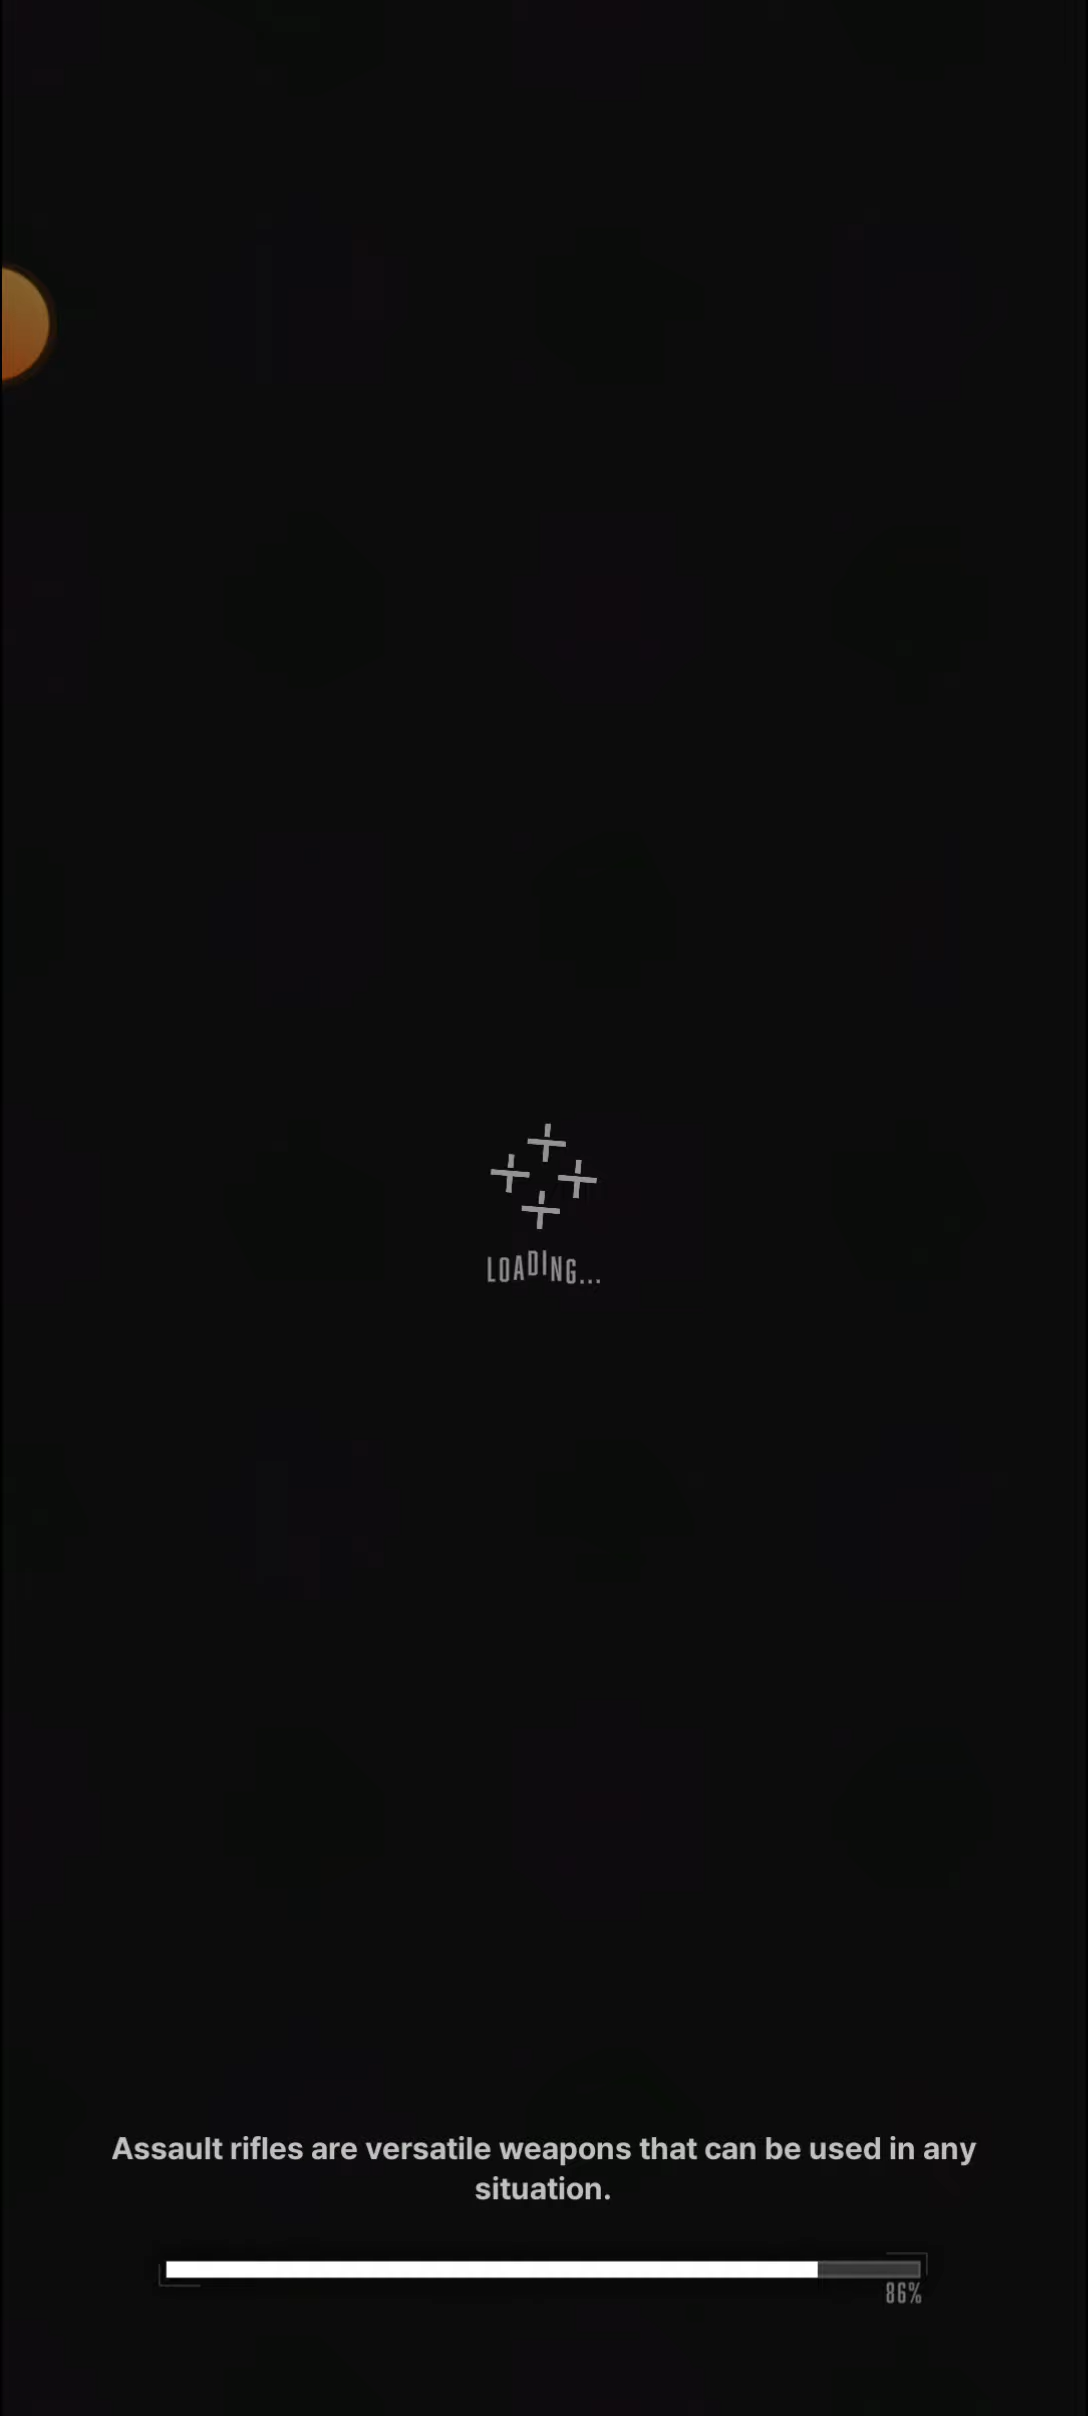 LOADING...
Assault rifles are versatile weapons that can be used in any
situation.
86%